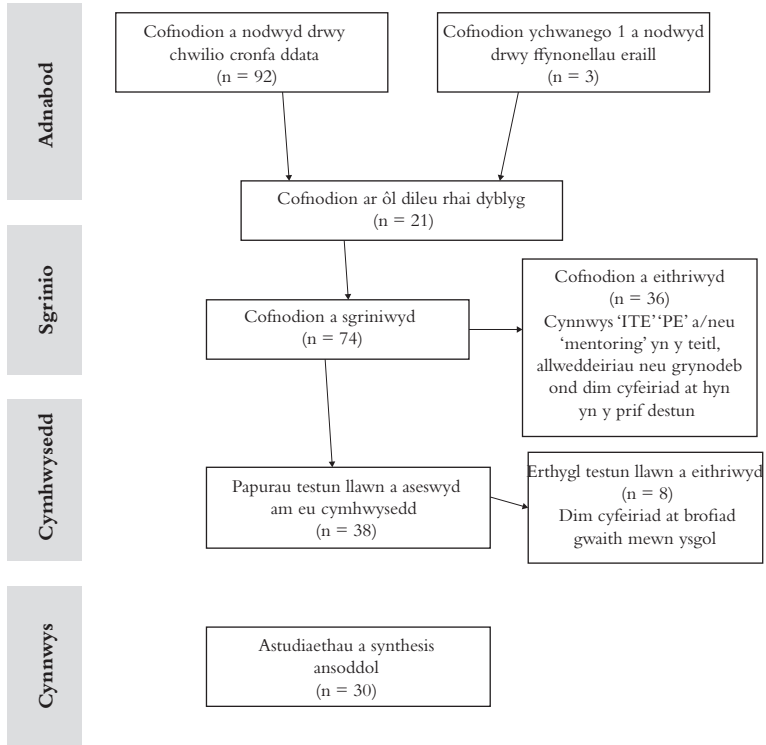 Adnabod
Cofnodion a nodwyd drwy
chwilio cronfa ddata
(n = 92)
Cofnodion ychwanego 1 a nodwyd
drwy ffynonellau eraill
(n = 3)
Cofnodion ar ôl dileu rhai dyblyg
(n = 21)
Sgrinio
Cofnodion a sgriniwyd
(n = 74)
Cofnodion a eithriwyd
(n = 36)
Cynnwys ‘ITE’‘PE’ a/neu
‘mentoring’ yn y teitl,
allweddeiriau neu grynodeb
ond dim cyfeiriad at hyn
yn y prif destun
Cymhwysedd
Papurau testun llawn a aseswyd
am eu cymhwysedd
(n = 38)
Erthygl testun llawn a eithriwyd
(n = 8)
Dim cyfeiriad at brofiad
gwaith mewn ysgol
Cynnwys
Astudiaethau a synthesis
ansoddol
(n = 30)